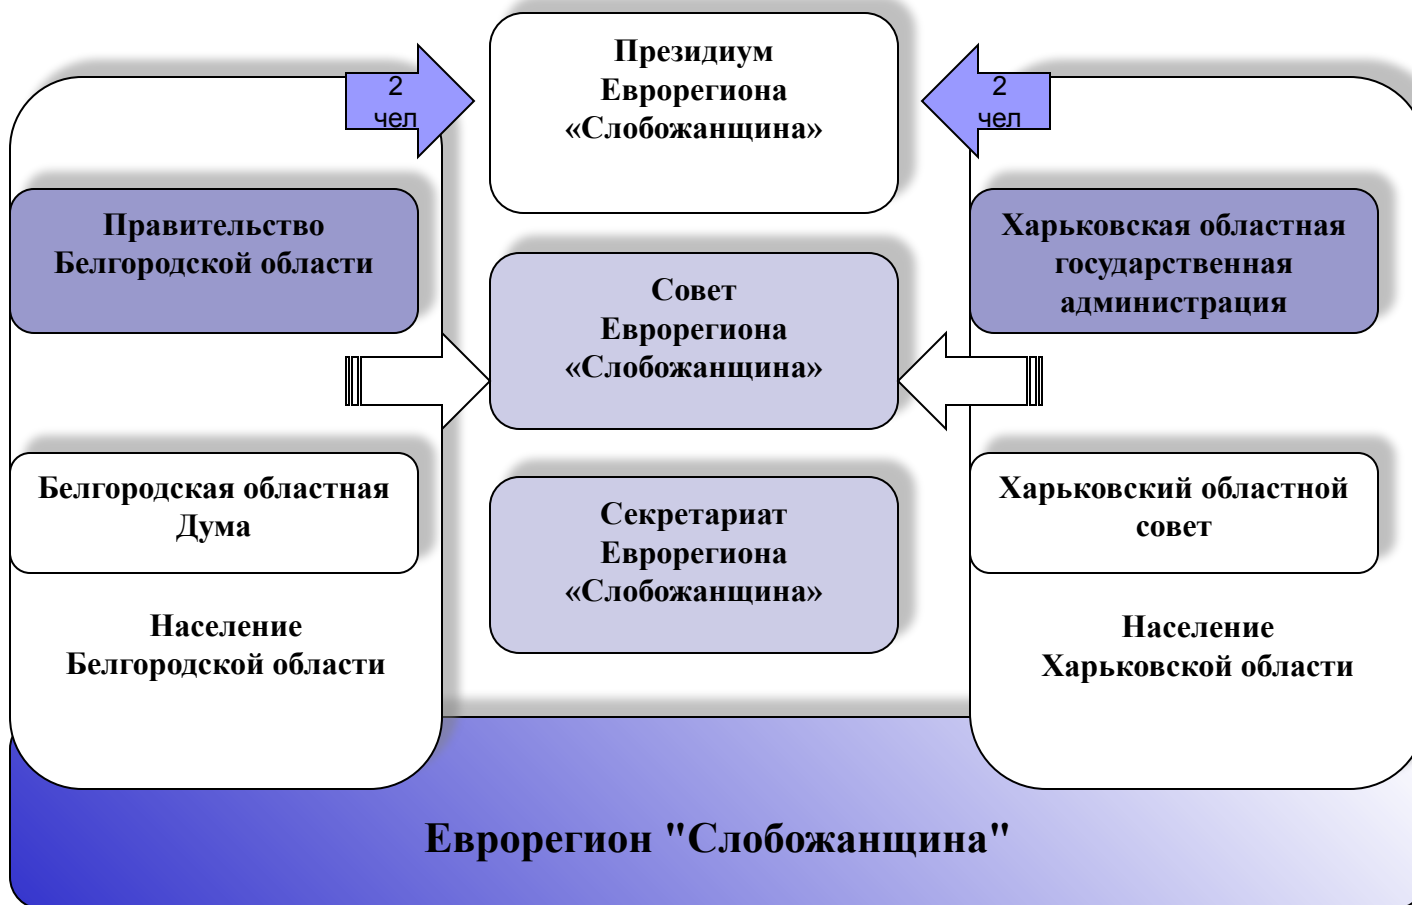 Президиум
Еврорегиона
«Слобожанщина»
2
чел
2
чел
Правительство
Белгородской области
Харьковская областная
государственная
администрация
Совет
Еврорегиона
«Слобожанщина»
Белгородская областная
Дума
Харьковский областной
совет
Секретариат
Еврорегиона
«Слобожанщина»
Население
Белгородской области
Население
Харьковской области
Еврорегион "Слобожанщина"